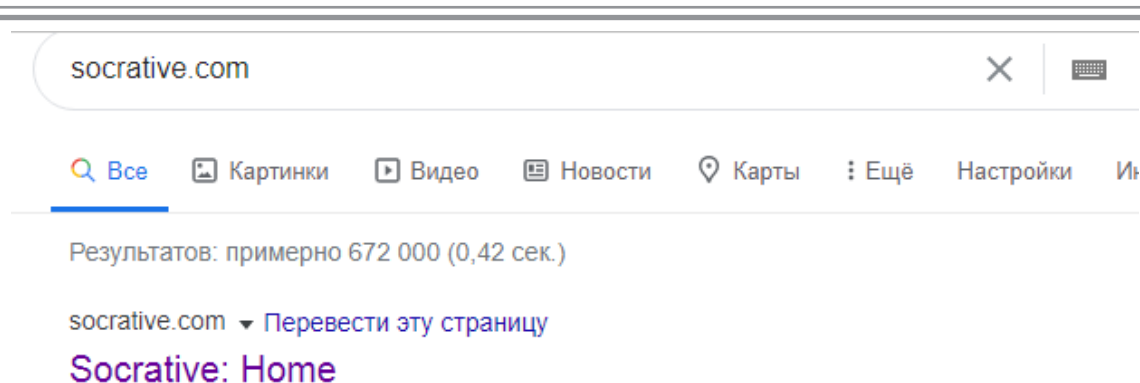 socrative.com
Все Картинки Видео Новости Карты Ещё Настройки
Результатов: примерно 672 000 (0,42 сек.)
socrative.com Перевести эту страницу
Socrative: Home